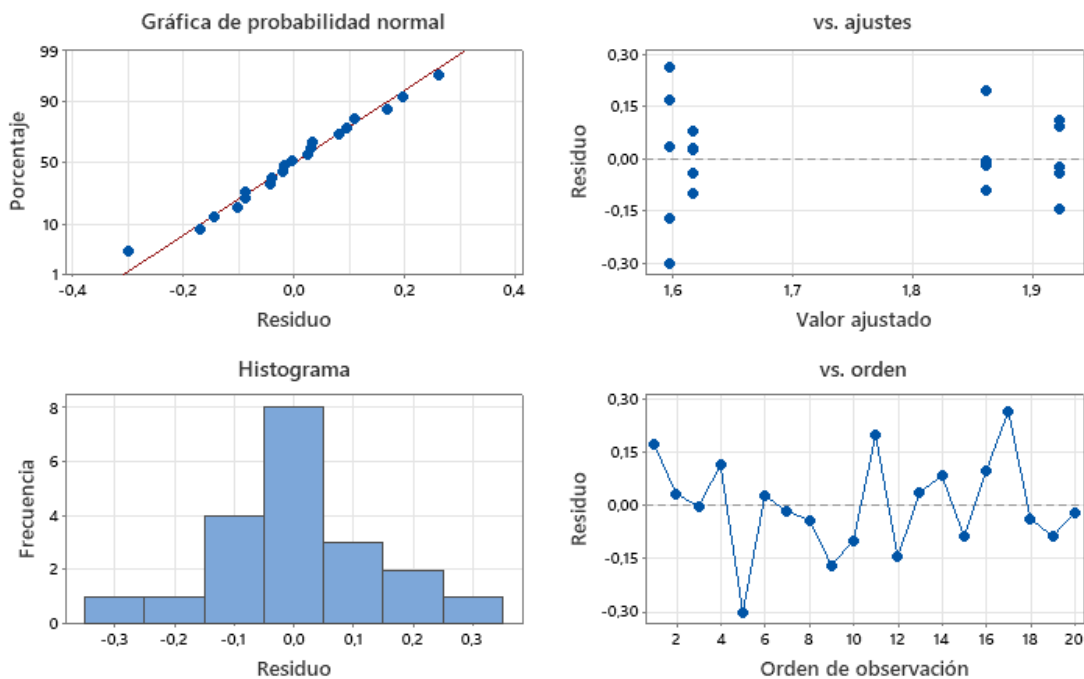 Gráfica de probabilidad normal
99
90
50
10
1
Porcentaje
-0,4 -0,2 0,0 0,2 0,4
Residuo
vs. ajustes
0,30
0,15
0,00
-0,15
-0,30
Residuo
1,6 1,7 1,8 1,9
Valor ajustado
Histograma
8
6
4
2
0
Frecuencia
-0,3 -0,2 -0,1 0,0 0,1 0,2 0,3
Residuo
vs. orden
0,30
0,15
0,00
-0,15
-0,30
Residuo
2 4 6 8 10 12 14 16 18 20
Orden de observación